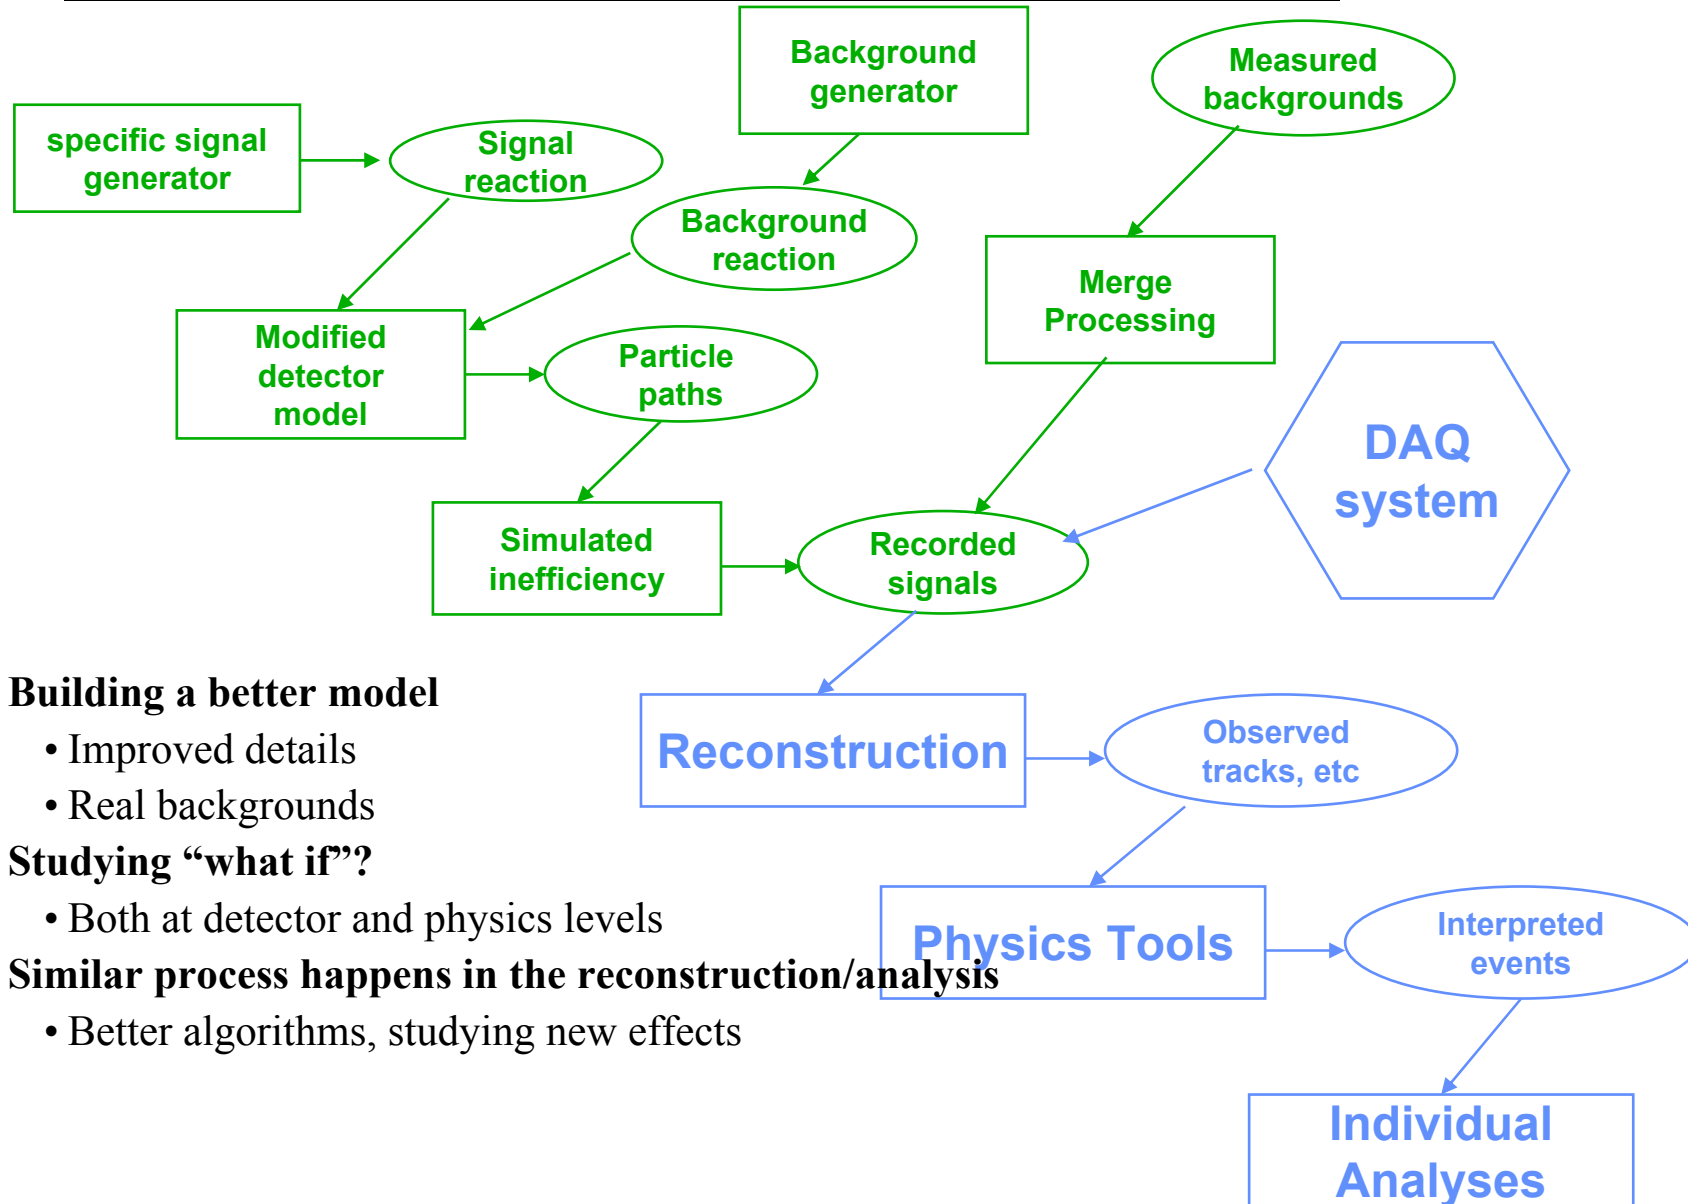 Background
generator
Measured
backgrounds
specific signal
generator
Signal
reaction
Background
reaction
Merge
Processing
Modified
detector
model
Particle
paths
DAQ
system
Simulated
inefficiency
Recorded
signals
Building a better model
• Improved details
• Real backgrounds
Studying “what if”?
• Both at detector and physics levels
Similar process happens in the reconstruction/analysis
• Better algorithms, studying new effects
Reconstruction
Observed
tracks, etc
Physics Tools
Interpreted
events
Individual
Analyses